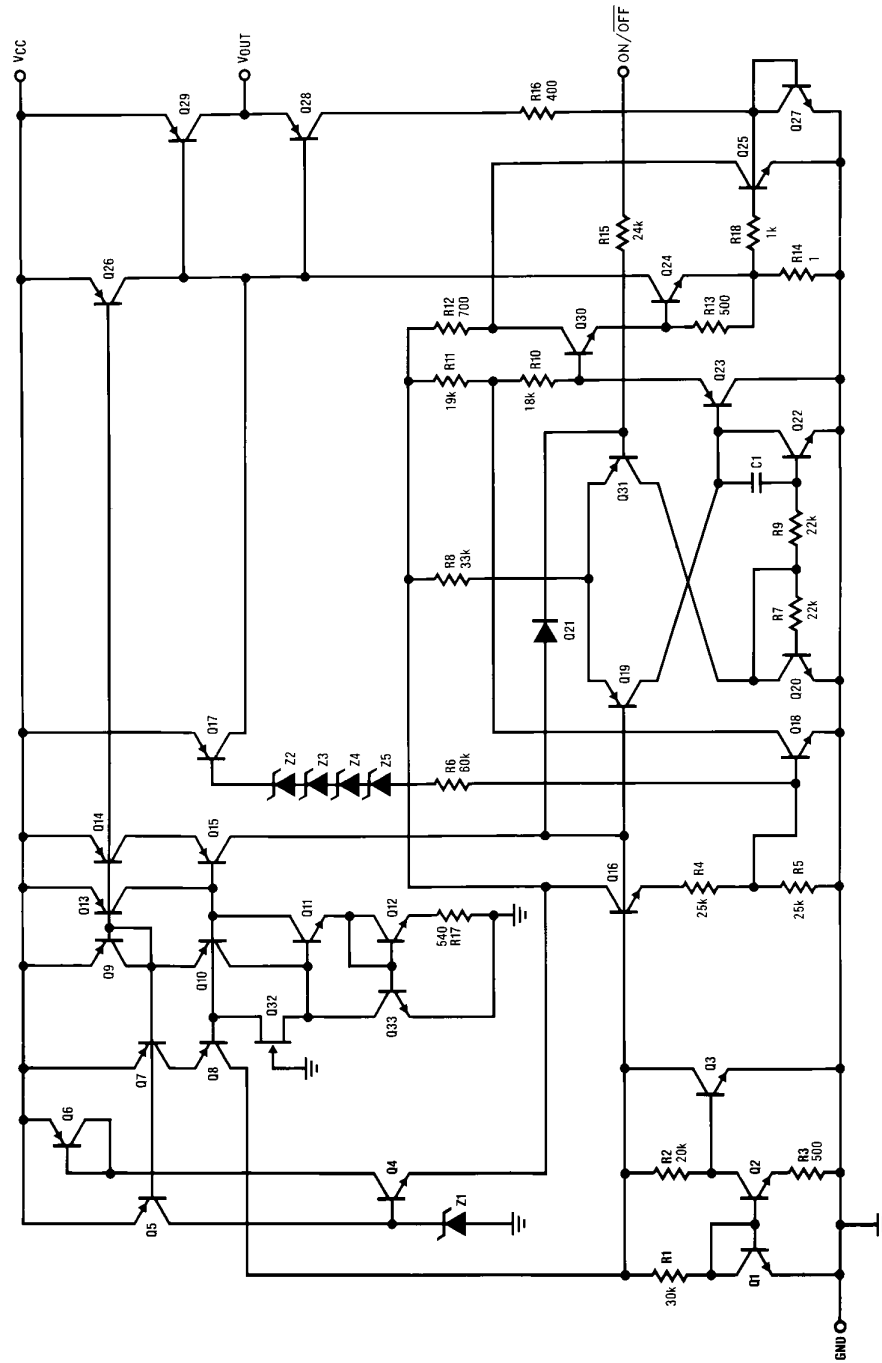 VCC
VOUT
ON/OFF
GND
Q29
Q28
R16
400
Q27
Q25
Q26
R15
24k
R18
1k
R14
1
Q24
R12
700
Q30
R13
500
R11
19k
R10
18k
Q23
Q22
C1
R9
22k
Q31
R8
33k
R7
22k
Q21
Q19
Q20
Q17
Z2
Z3
Z4
Z5
R6
60k
Q18
Q14
Q15
Q16
R4
25k
R5
25k
Q13
Q9
Q10
Q11
Q12
540
R17
Q32
Q33
Q7
Q8
Q3
Q6
Q4
R2
20k
Q2
R3
500
Q5
Z1
R1
30k
Q1